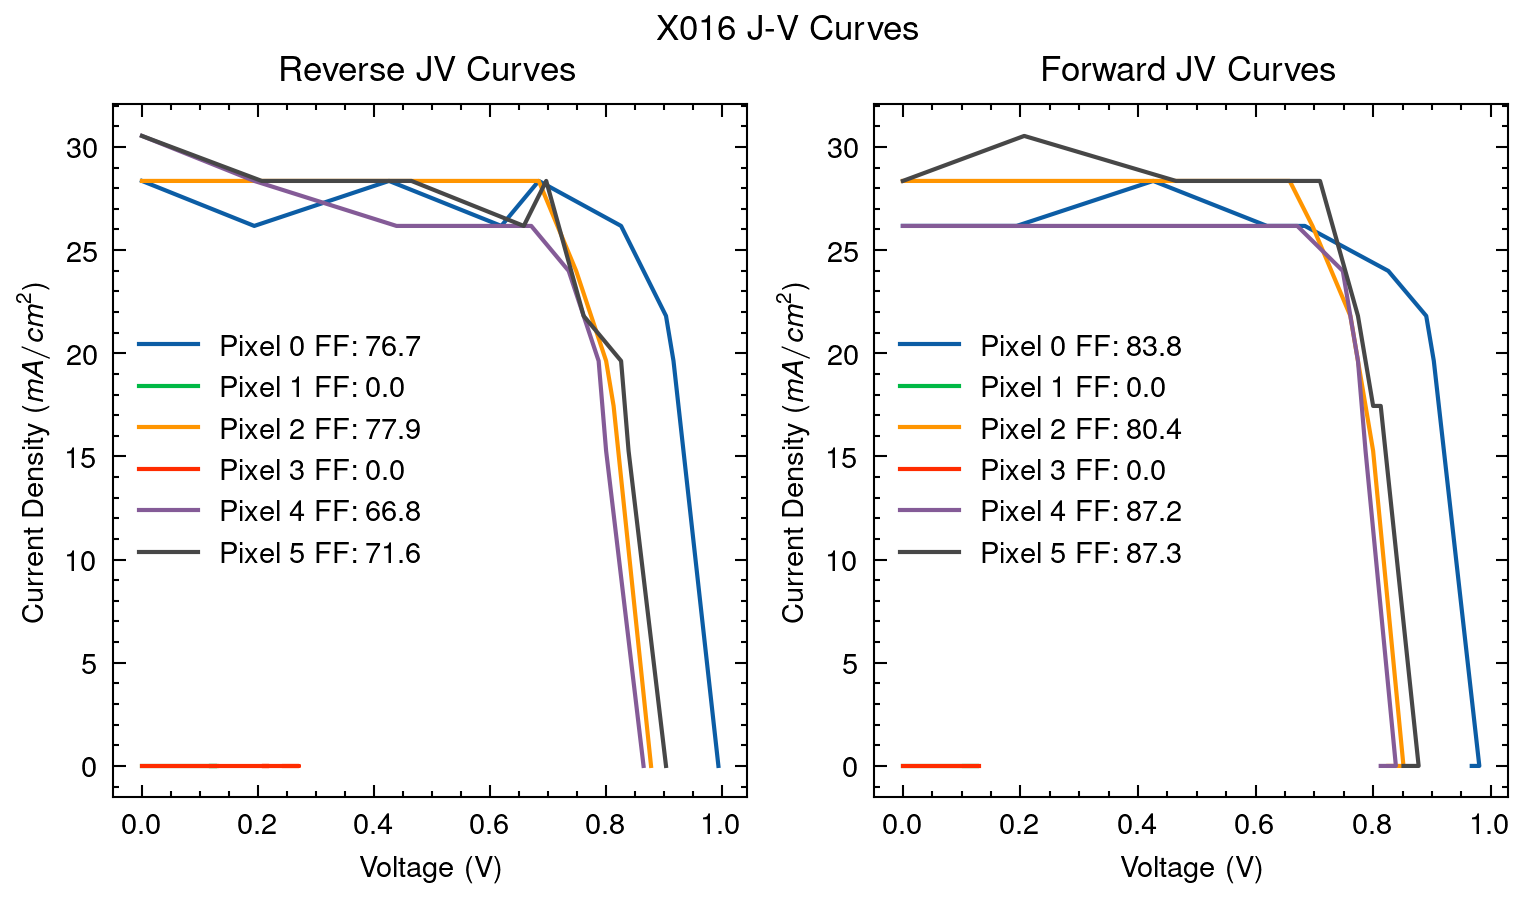 X016 J-V Curves
Reverse JV Curves
30
25
20
15
10
5
0
Current Density (mA/cm²)
Pixel 0 FF: 76.7
Pixel 1 FF: 0.0
Pixel 2 FF: 77.9
Pixel 3 FF: 0.0
Pixel 4 FF: 66.8
Pixel 5 FF: 71.6
0.0 0.2 0.4 0.6 0.8 1.0
Voltage (V)
Forward JV Curves
30
25
20
15
10
5
0
Current Density (mA/cm²)
Pixel 0 FF: 83.8
Pixel 1 FF: 0.0
Pixel 2 FF: 80.4
Pixel 3 FF: 0.0
Pixel 4 FF: 87.2
Pixel 5 FF: 87.3
0.0 0.2 0.4 0.6 0.8 1.0
Voltage (V)